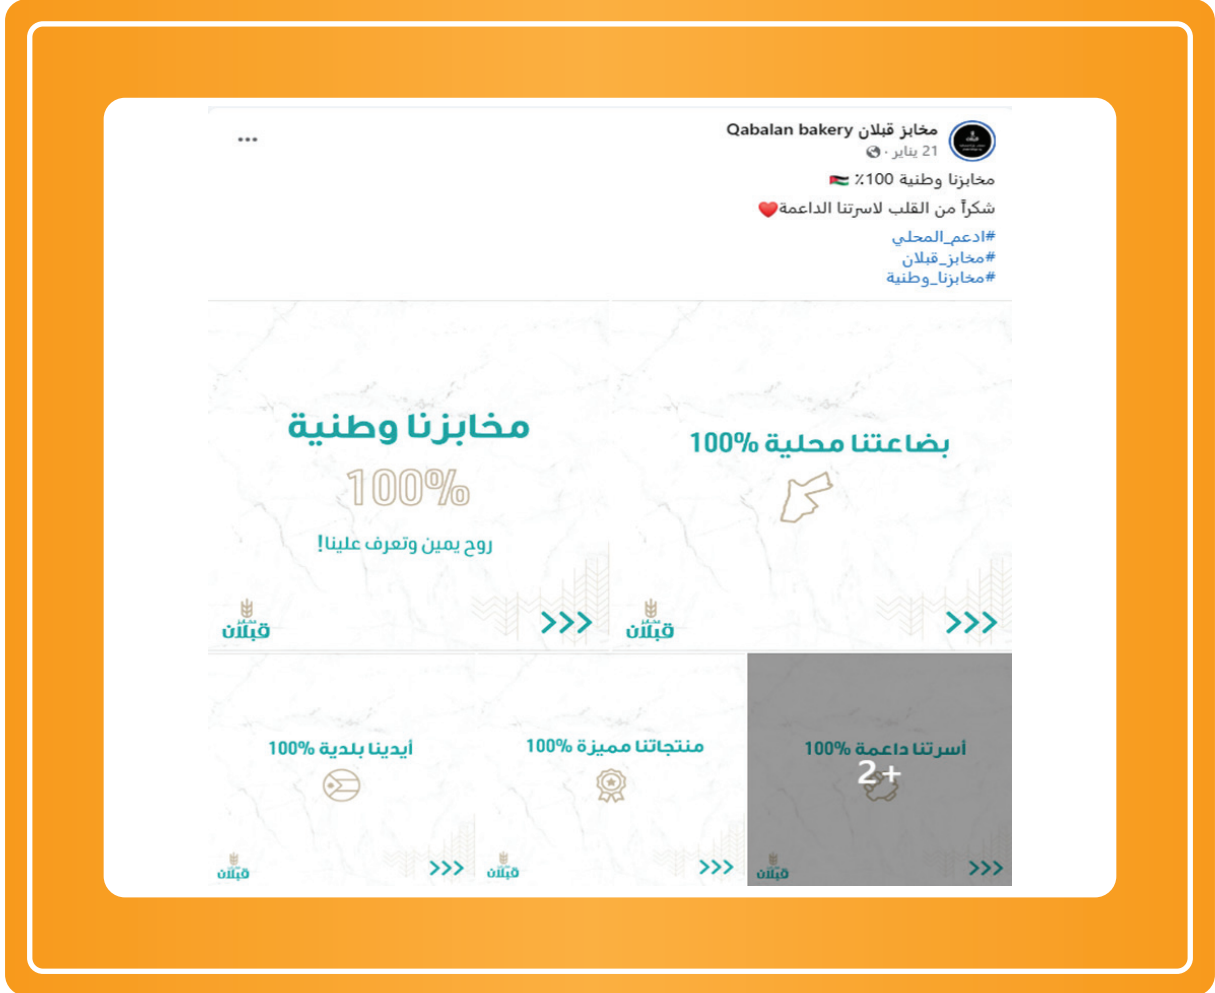 مخابز قبلان Qabalan bakery
21 يناير ·
مخابزنا وطنية 100٪ 🇯🇴
شكراً من القلب لاسرتنا الداعمة❤️
#ادعم_المحلي
#مخابز_قبلان
#مخابزنا_وطنية
بضاعتنا محلية %100
مخابز
قبلان
>>>
مخابزنا وطنية
100%
روح يمين وتعرف علينا!
مخابز
قبلان
>>>
أسرتنا داعمة %100
2+
قبلان
>>>
منتجاتنا مميزة %100
قبلان
>>>
أيدينا بلدية %100
قبلان
>>>